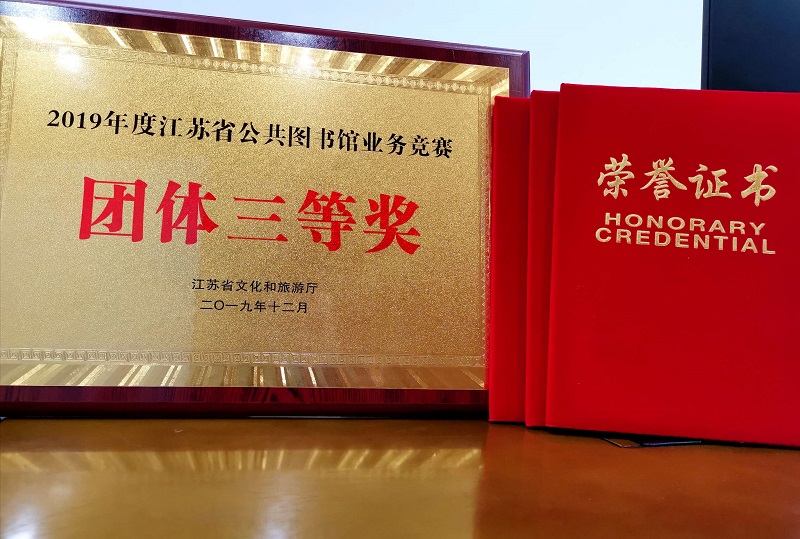 2019年度江苏省公共图书馆业务竞赛
团体三等奖
江苏省文化和旅游厅
二〇一九年十二月
荣誉证书
HONORARY
CREDENTIAL